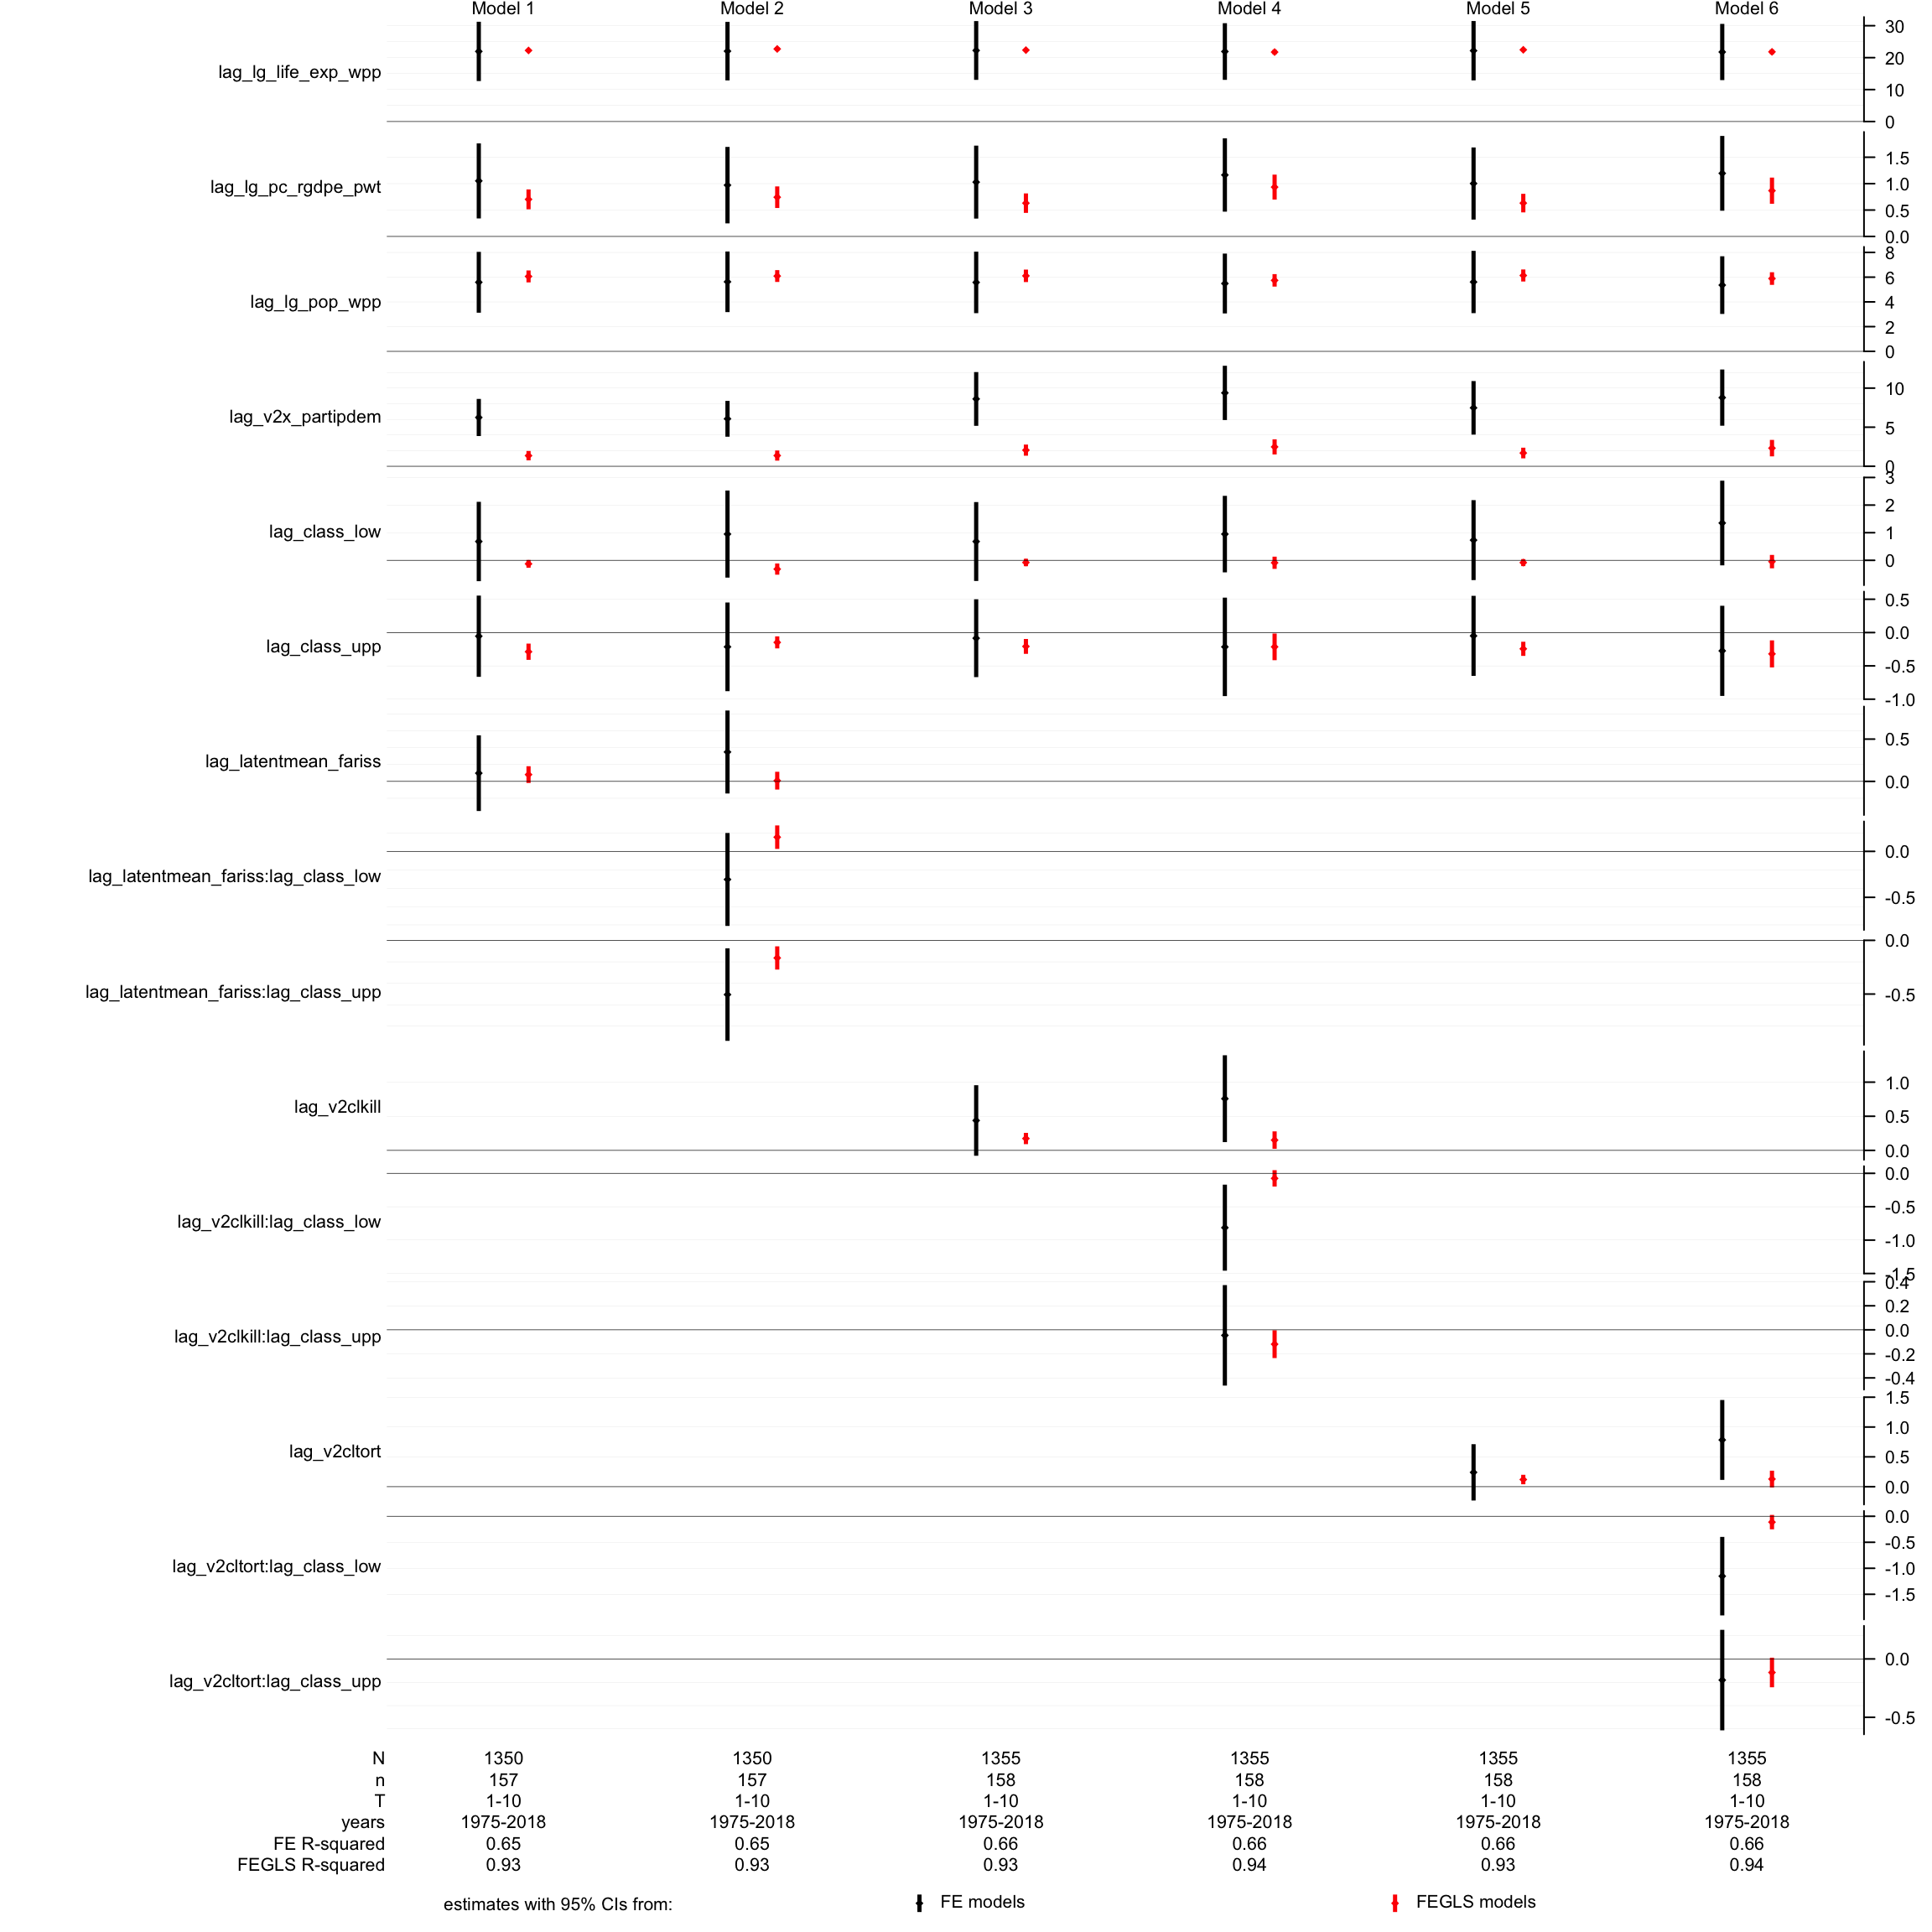 Model 1 Model 2 Model 3 Model 4 Model 5 Model 6
30
20
lag_lg_life_exp_wpp
10
0
1.5
lag_lg_pc_rgdpe_pwt
1.0
0.5
0.0
8
6
lag_lg_pop_wpp
4
2
0
10
lag_v2x_partipdem
5
0
3
2
lag_class_low
1
0
0.5
0.0
lag_class_upp
-0.5
-1.0
0.5
lag_latentmean_fariss
0.0
0.0
lag_latentmean_fariss:lag_class_low
-0.5
0.0
lag_latentmean_fariss:lag_class_upp
-0.5
1.0
lag_v2clkill
0.5
0.0
0.0
-0.5
lag_v2clkill:lag_class_low
-1.0
-1.5
0.4
0.2
0.0
lag_v2clkill:lag_class_upp
-0.2
-0.4
1.5
1.0
lag_v2cltort
0.5
0.0
0.0
-0.5
lag_v2cltort:lag_class_low
-1.0
-1.5
0.0
lag_v2cltort:lag_class_upp
-0.5
N 1350 1350 1355 1355 1355 1355
n 157 157 158 158 158 158
T 1-10 1-10 1-10 1-10 1-10 1-10
years 1975-2018 1975-2018 1975-2018 1975-2018 1975-2018 1975-2018
FE R-squared 0.65 0.65 0.66 0.66 0.66 0.66
FEGLS R-squared 0.93 0.93 0.93 0.94 0.93 0.94
estimates with 95% CIs from: FE models FEGLS models